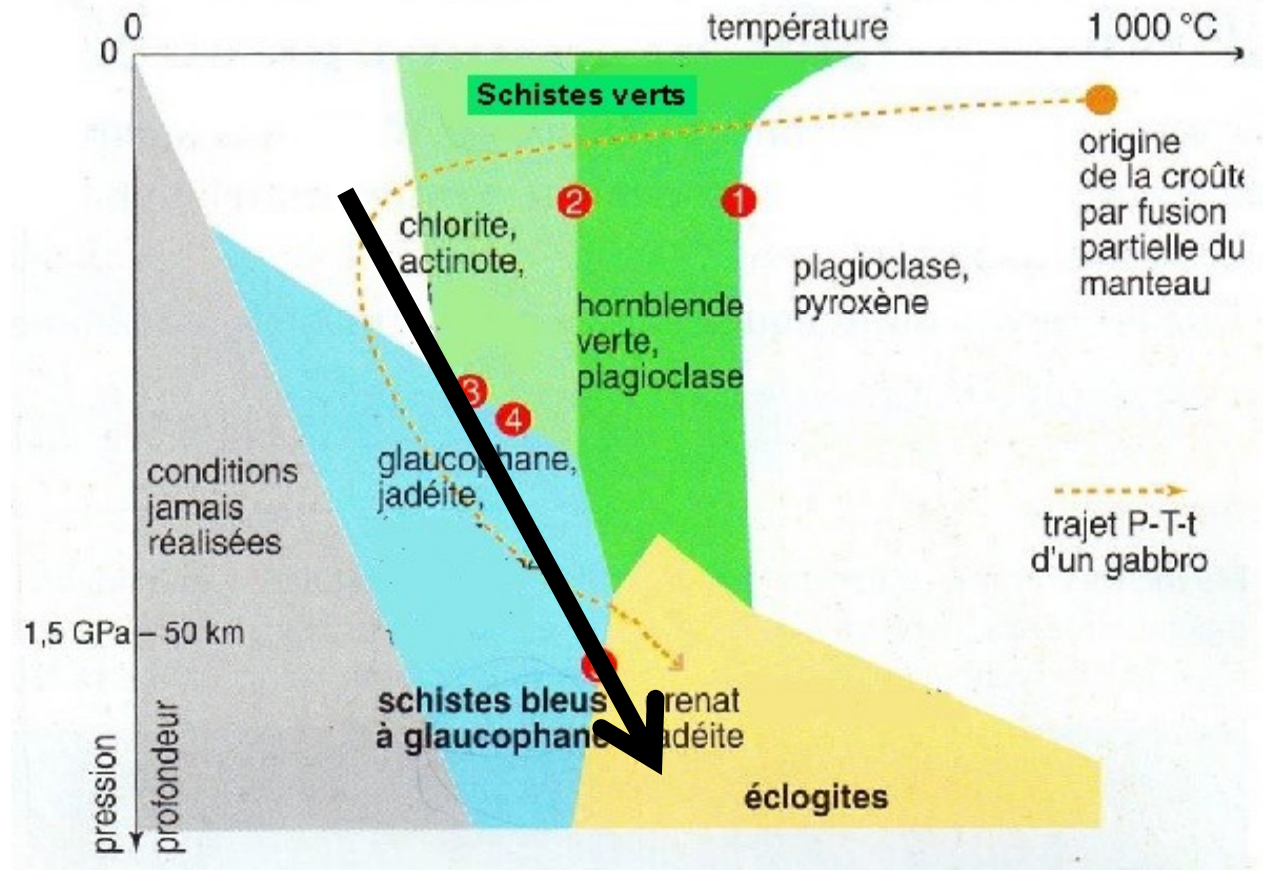 0
température
1 000 °C
0
Schistes verts
origine
de la croûte
par fusion
partielle du
manteau
2
1
chlorite,
actinote,
plagioclase,
pyroxène
hornblende
verte,
plagioclase
3
4
glaucophane,
jadéite,
conditions
jamais
réalisées
trajet P-T-t
d'un gabbro
1,5 GPa
50 km
schistes bleus
à glaucophane
renat
adéite
éclogites
pression
profondeur